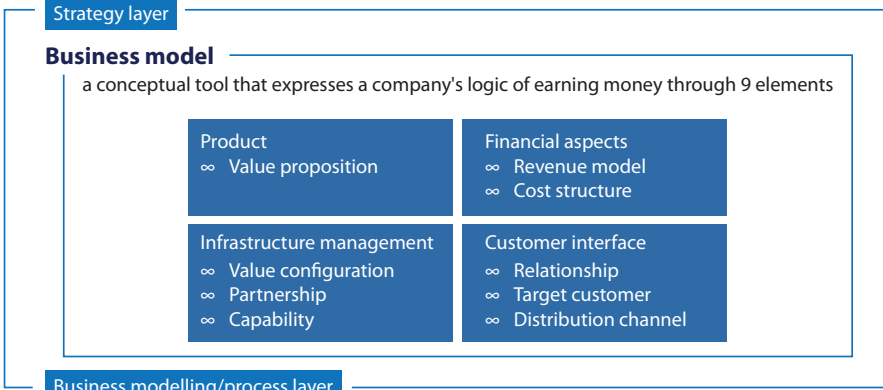 Strategy layer
Business model
a conceptual tool that expresses a company's logic of earning money through 9 elements
Product
∞ Value proposition
Financial aspects
∞ Revenue model
∞ Cost structure
Infrastructure management
∞ Value configuration
∞ Partnership
∞ Capability
Customer interface
∞ Relationship
∞ Target customer
∞ Distribution channel
Business modelling/process layer